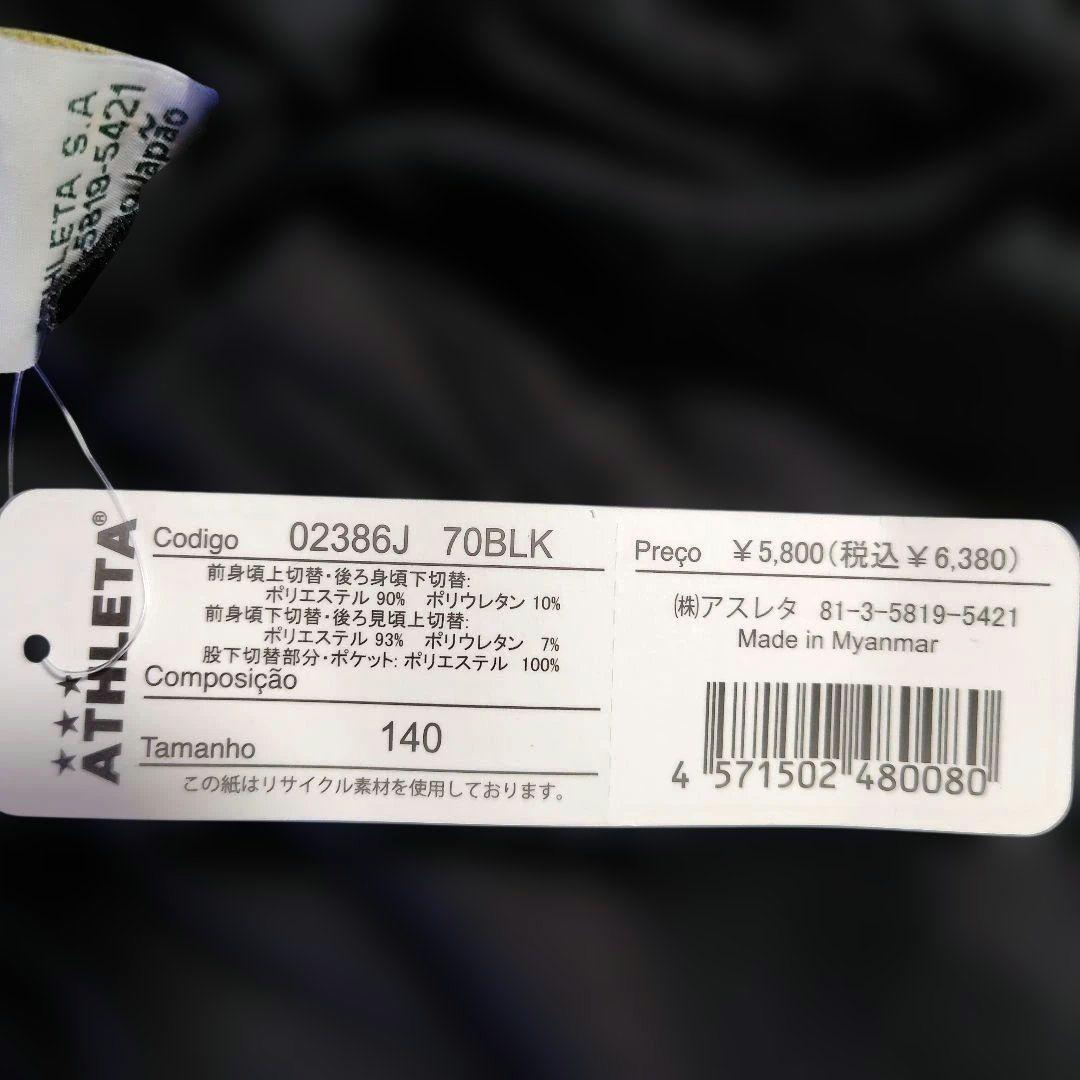 HLETA S.A
5819-5421
Japão
ATHLETA®
Codigo 02386J 70BLK
前身頃上切替・後ろ身頃下切替:
ポリエステル 90% ポリウレタン 10%
前身頃下切替・後ろ見頃上切替:
ポリエステル 93% ポリウレタン 7%
股下切替部分・ポケット: ポリエステル 100%
Composição
Tamanho 140
この紙はリサイクル素材を使用しております。
Preço ￥5,800(税込￥6,380)
㈱アスレタ 81-3-5819-5421
Made in Myanmar
4 571502 480080